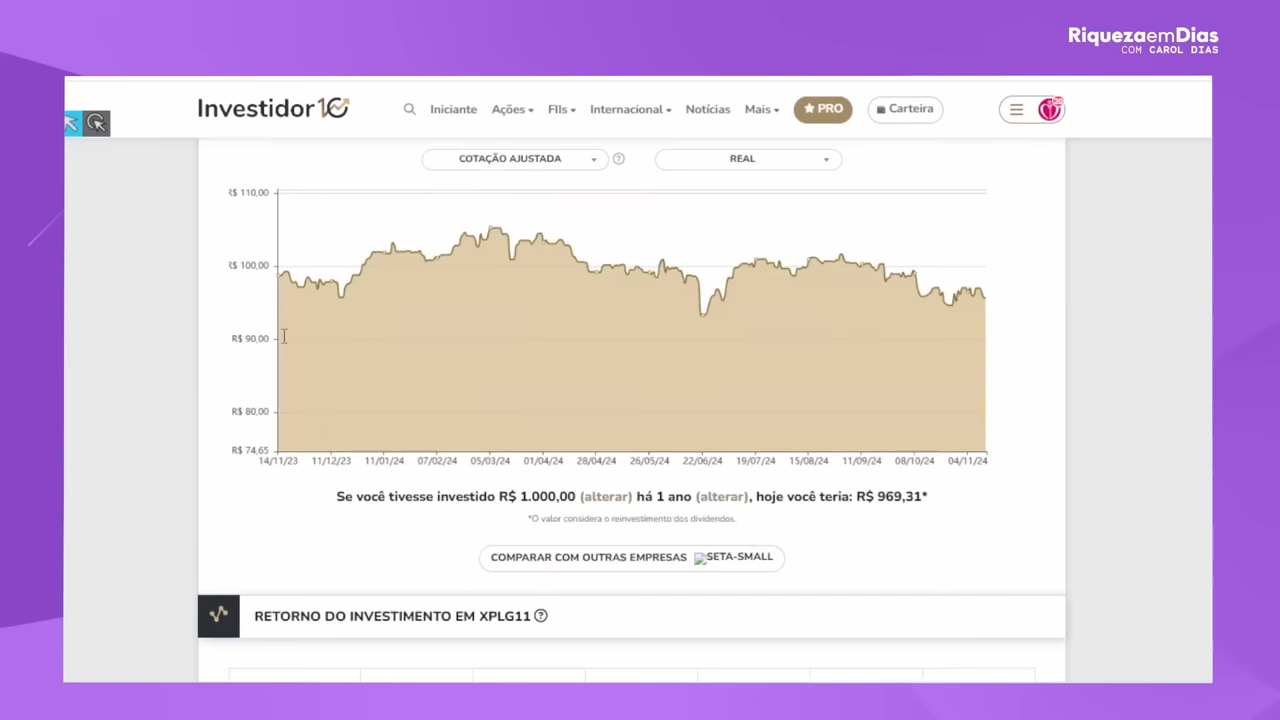 RiquezaemDias
COM CAROL DIAS
Investidor10
Iniciante
Ações
FIIs
Internacional
Notícias
Mais
PRO
Carteira
COTAÇÃO AJUSTADA
?
REAL
R$ 110,00
R$ 100,00
R$ 90,00
R$ 80,00
R$ 74,65
14/11/23 11/12/23 11/01/24 07/02/24 05/03/24 01/04/24 28/04/24 26/05/24 22/06/24 19/07/24 15/08/24 11/09/24 08/10/24 04/11/24
Se você tivesse investido R$ 1.000,00 (alterar) há 1 ano (alterar), hoje você teria: R$ 969,31*
*O valor considera o reinvestimento dos dividendos.
COMPARAR COM OUTRAS EMPRESAS SETA-SMALL
RETORNO DO INVESTIMENTO EM XPLG11 ?